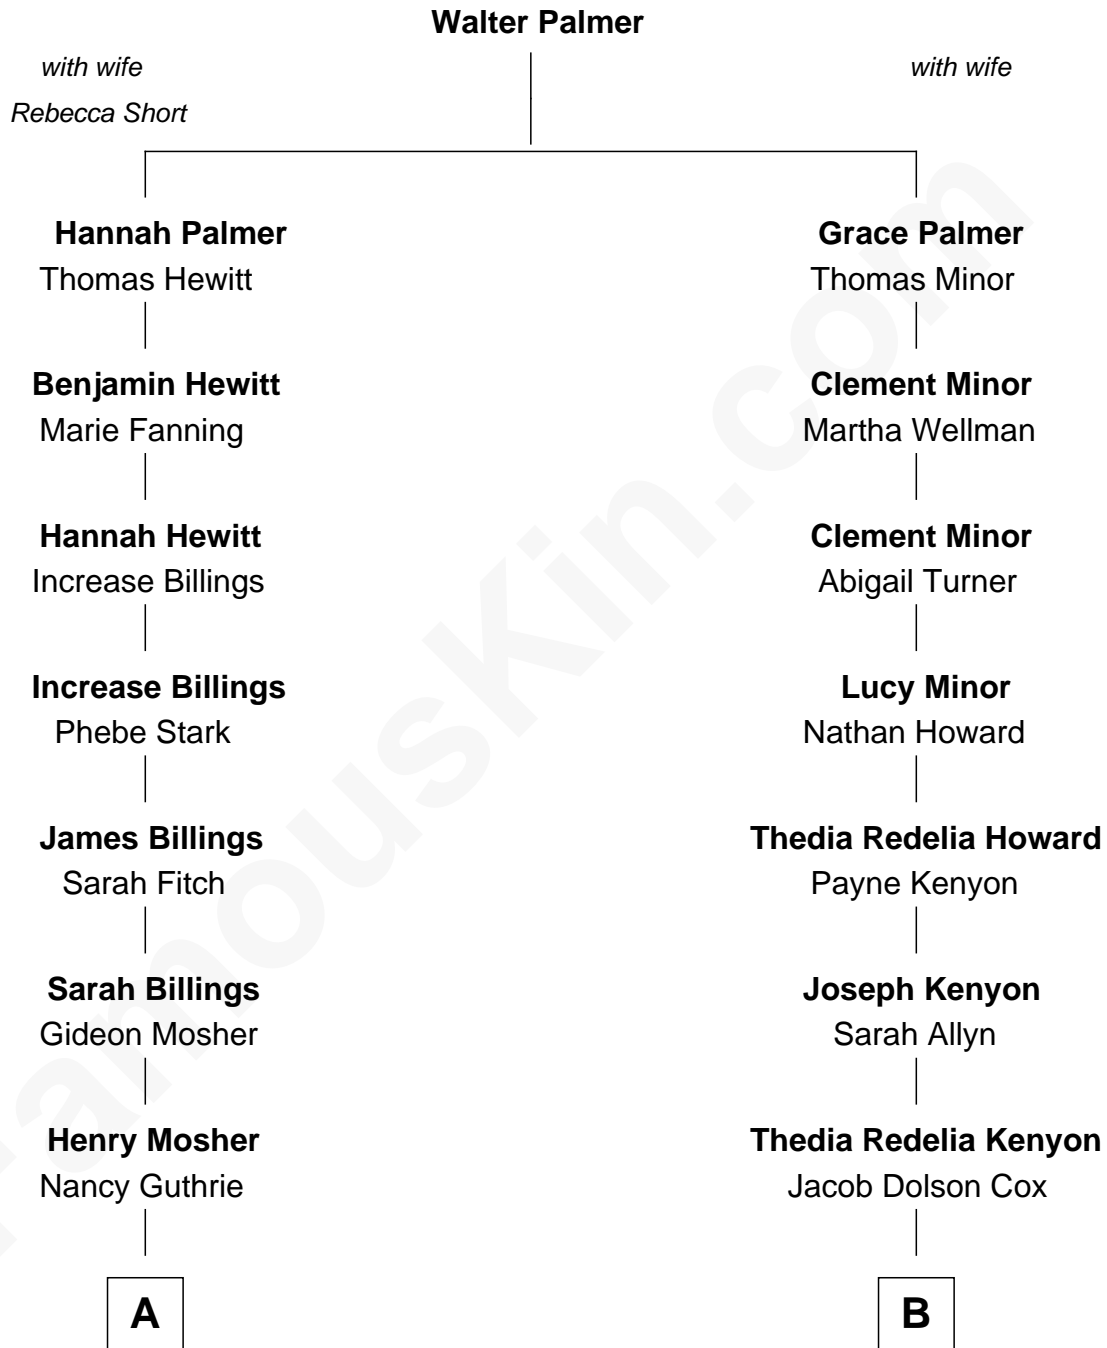 Walter Palmer
with wife
Rebecca Short
with wife
Hannah Palmer
Thomas Hewitt
Grace Palmer
Thomas Minor
Benjamin Hewitt
Marie Fanning
Clement Minor
Martha Wellman
Hannah Hewitt
Increase Billings
Clement Minor
Abigail Turner
Increase Billings
Phebe Stark
Lucy Minor
Nathan Howard
James Billings
Sarah Fitch
Thedia Redelia Howard
Payne Kenyon
Sarah Billings
Gideon Mosher
Joseph Kenyon
Sarah Allyn
Henry Mosher
Nancy Guthrie
Thedia Redelia Kenyon
Jacob Dolson Cox
A
B
FamousKin.com